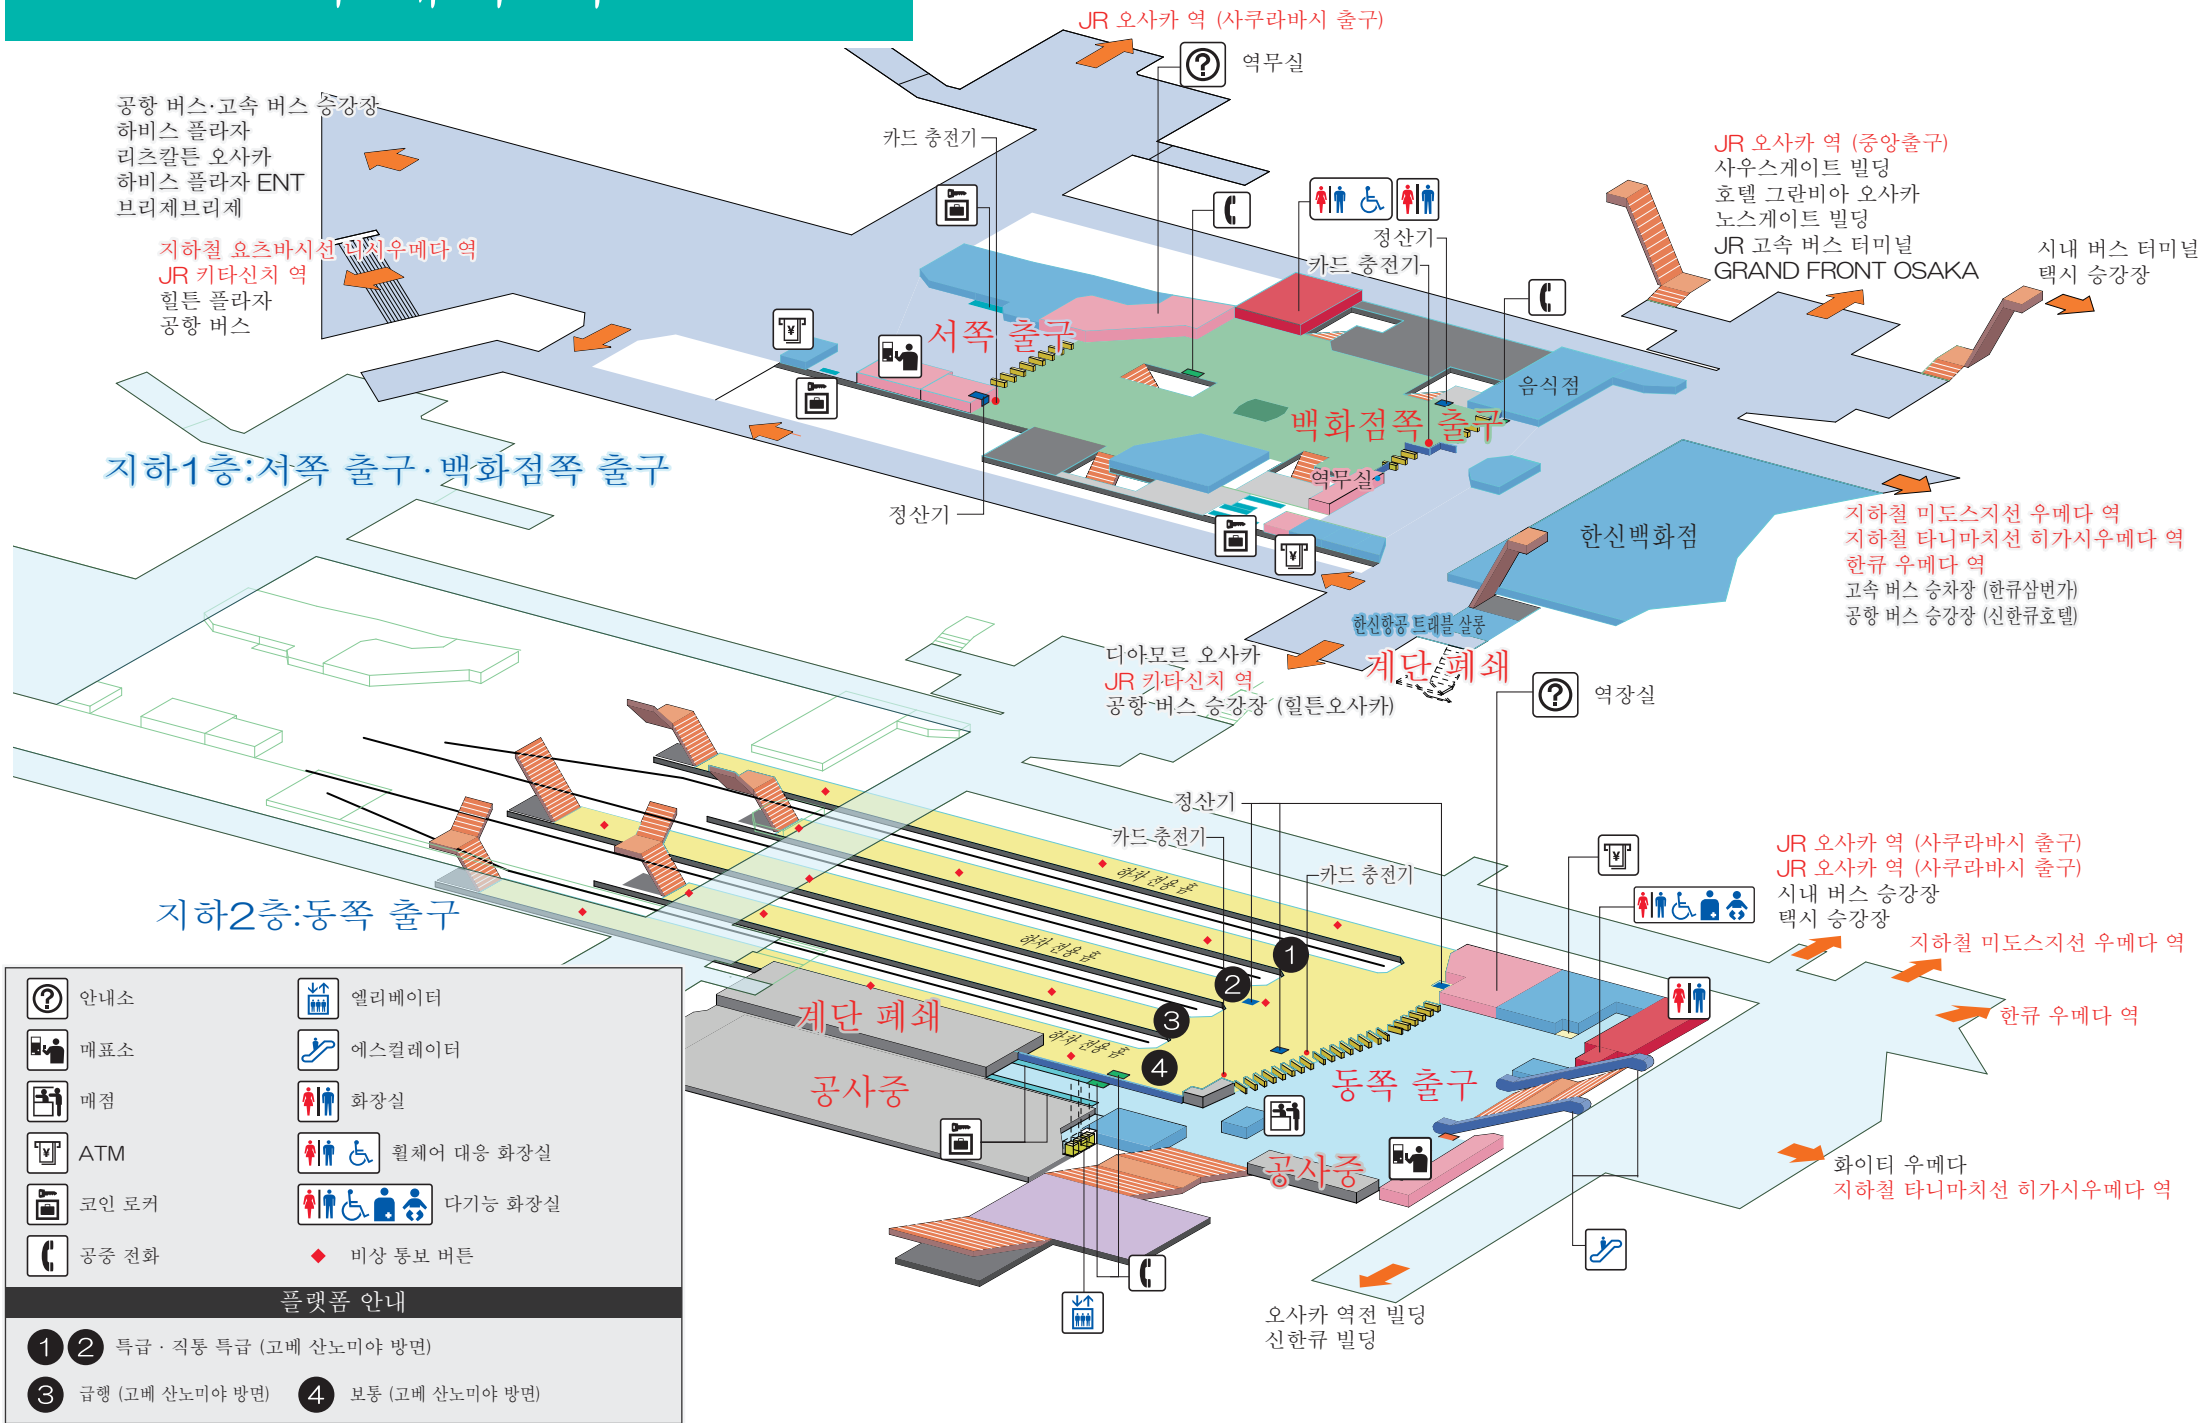 JR 오사카 역 (사쿠라바시 출구)
역무실
공항 버스·고속 버스 승강장
하비스 플라자
리츠칼튼 오사카
하비스 플라자 ENT
브리제브리제
지하철 요츠바시선 니시우메다 역
JR 키타신치 역
힐튼 플라자
공항 버스
카드 충전기
정산기
카드 충전기
JR 오사카 역 (중앙출구)
사우스게이트 빌딩
호텔 그란비아 오사카
노스게이트 빌딩
JR 고속 버스 터미널
GRAND FRONT OSAKA
시내 버스 터미널
택시 승강장
서쪽 출구
음식점
백화점쪽 출구
역무실
정산기
지하1층:서쪽 출구·백화점쪽 출구
한신백화점
지하철 미도스지선 우메다 역
지하철 타니마치선 히가시우메다 역
한큐 우메다 역
고속 버스 승차장 (한큐삼번가)
공항 버스 승강장 (신한큐호텔)
한신항공 트래블 살롱
계단 폐쇄
디아모르 오사카
JR 키타신치 역
공항 버스 승강장 (힐튼오사카)
역장실
정산기
카드 충전기
카드 충전기
하차 전용 홈
하차 전용 홈
하차 전용 홈
1
2
3
4
JR 오사카 역 (사쿠라바시 출구)
JR 오사카 역 (사쿠라바시 출구)
시내 버스 승강장
택시 승강장
지하철 미도스지선 우메다 역
한큐 우메다 역
지하2층:동쪽 출구
계단 폐쇄
공사중
동쪽 출구
공사중
화이티 우메다
지하철 타니마치선 히가시우메다 역
오사카 역전 빌딩
신한큐 빌딩
안내소
엘리베이터
매표소
에스컬레이터
매점
화장실
ATM
휠체어 대응 화장실
코인 로커
다기능 화장실
공중 전화
비상 통보 버튼
플랫폼 안내
1 2 특급 · 직통 특급 (고베 산노미야 방면)
3 급행 (고베 산노미야 방면)
4 보통 (고베 산노미야 방면)